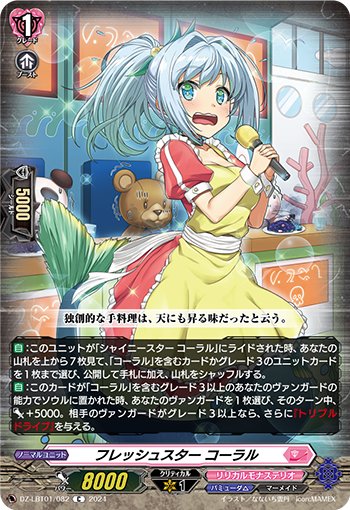 1
グレード
ブースト
5000
シールド
独創的な手料理は、天にも昇る味だったと云う。
自:このユニットが「シャイニースター コーラル」にライドされた時、あなたの
山札を上から7枚見て、「コーラル」を含むカードかグレード3のユニットカード
を1枚まで選び、公開して手札に加え、山札をシャッフルする。
自:このカードが「コーラル」を含むグレード3以上のあなたのヴァンガードの
能力でソウルに置かれた時、あなたのヴァンガードを1枚選び、そのターン中、
+5000。相手のヴァンガードがグレード3以上なら、さらに『トリプル
ドライブ』を与える。
ノーマルユニット
フレッシュスター コーラル
パワー
8000
クリティカル
1
リリカルモナステリオ
バミューダ△
マーメイド
DZ-LBT01/082 C 2024
イラスト/なないち雲丹 icon:MAMEX